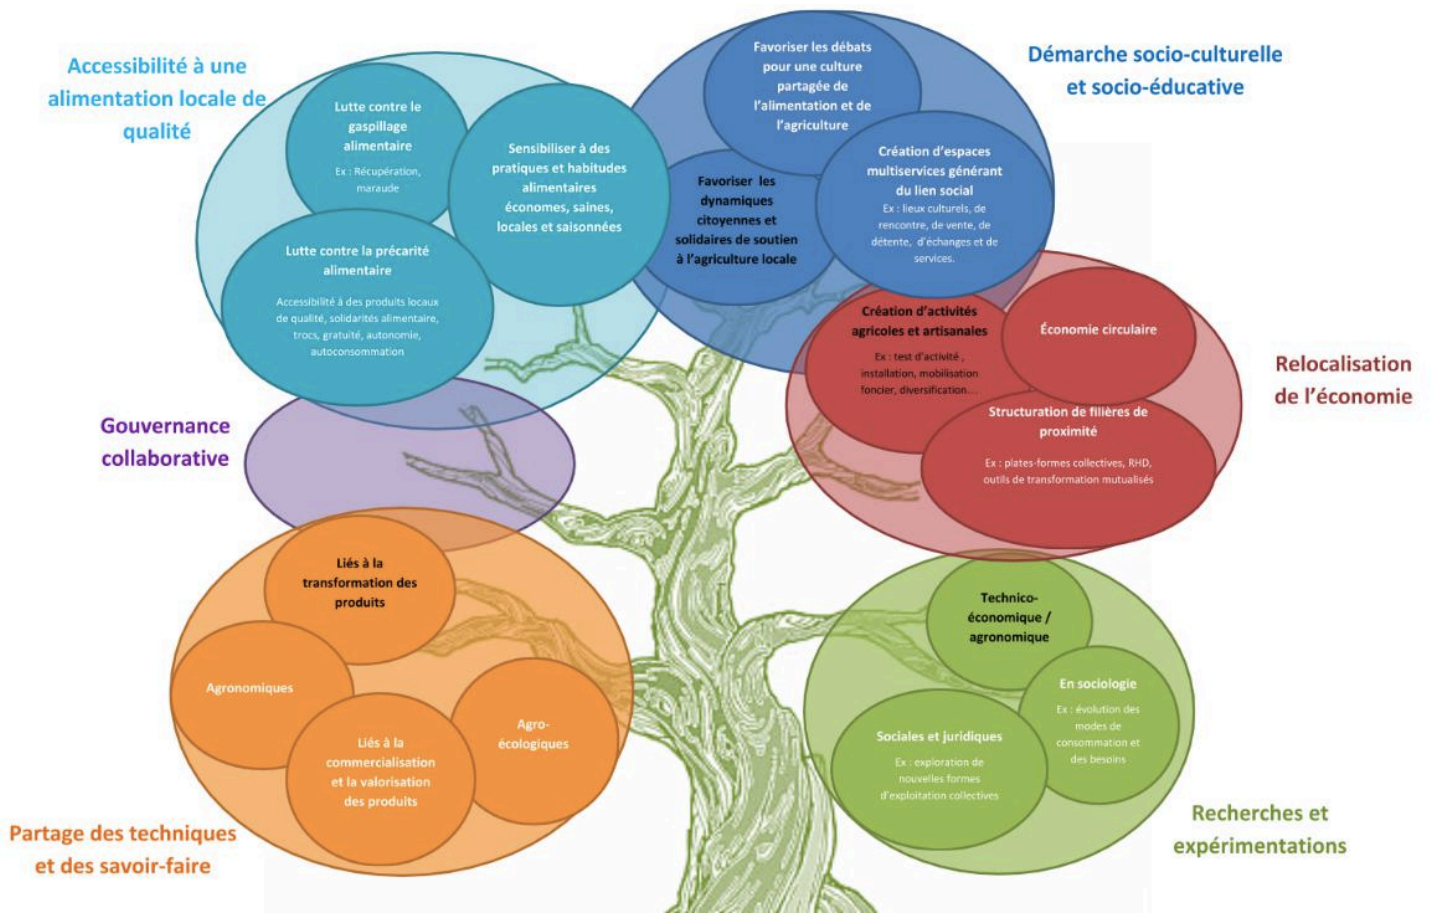 Accessibilité à une
alimentation locale de
qualité
Lutte contre le
gaspillage
alimentaire
Ex : Récupération,
maraude
Sensibiliser à des
pratiques et habitudes
alimentaires
économes, saines,
locales et saisonnées
Lutte contre la précarité
alimentaire
Accessibilité à des produits locaux
de qualité, solidarités alimentaire,
trocs, gratuité, autonomie,
autoconsommation
Démarche socio-culturelle
et socio-éducative
Favoriser les débats
pour une culture
partagée de
l'alimentation et de
l'agriculture
Favoriser les
dynamiques
citoyennes et
solidaires de soutien
à l'agriculture locale
Création d'espaces
multiservices générant
du lien social
Ex : lieux culturels, de
rencontre, de vente, de
détente, d'échanges et de
services.
Relocalisation
de l'économie
Création d'activités
agricoles et artisanales
Ex : test d'activité ,
installation, mobilisation
foncier, diversification...
Économie circulaire
Structuration de filières de
proximité
Ex : plates-formes collectives, RHD,
outils de transformation mutualisés
Gouvernance
collaborative
Partage des techniques
et des savoir-faire
Liés à la
transformation des
produits
Agronomiques
Liés à la
commercialisation
et la valorisation
des produits
Agro-
écologiques
Recherches et
expérimentations
Technico-
économique /
agronomique
En sociologie
Ex : évolution des
modes de
consommation et
des besoins
Sociales et juridiques
Ex : exploration de
nouvelles formes
d'exploitation collectives